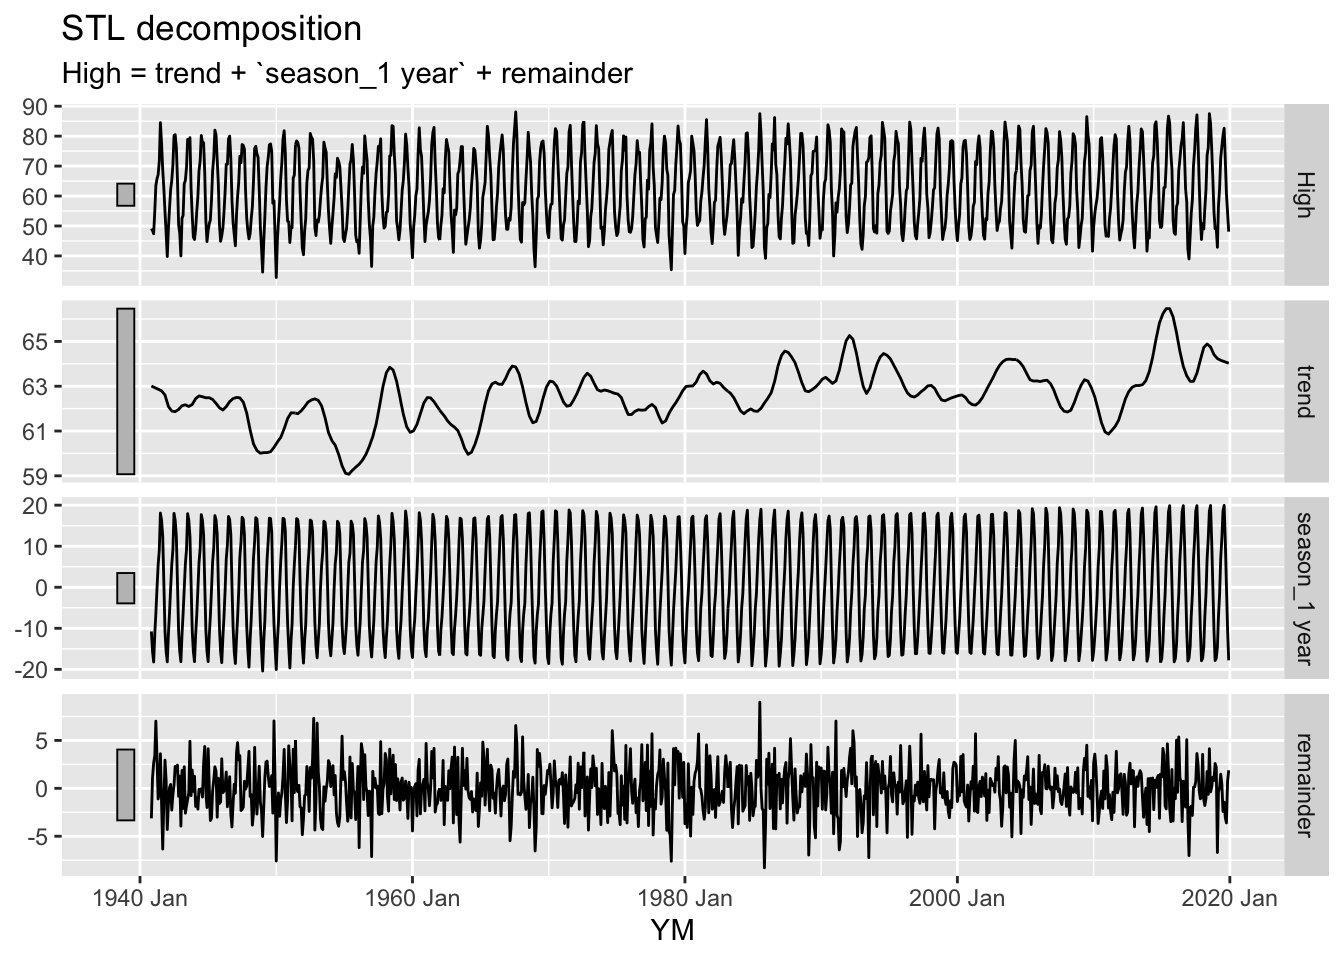 STL decomposition
High = trend + `season_1 year` + remainder
90
80
70
60
50
40
High
65
63
61
59
trend
20
10
0
-10
-20
season_1 year
5
0
-5
remainder
1940 Jan 1960 Jan 1980 Jan 2000 Jan 2020 Jan
YM